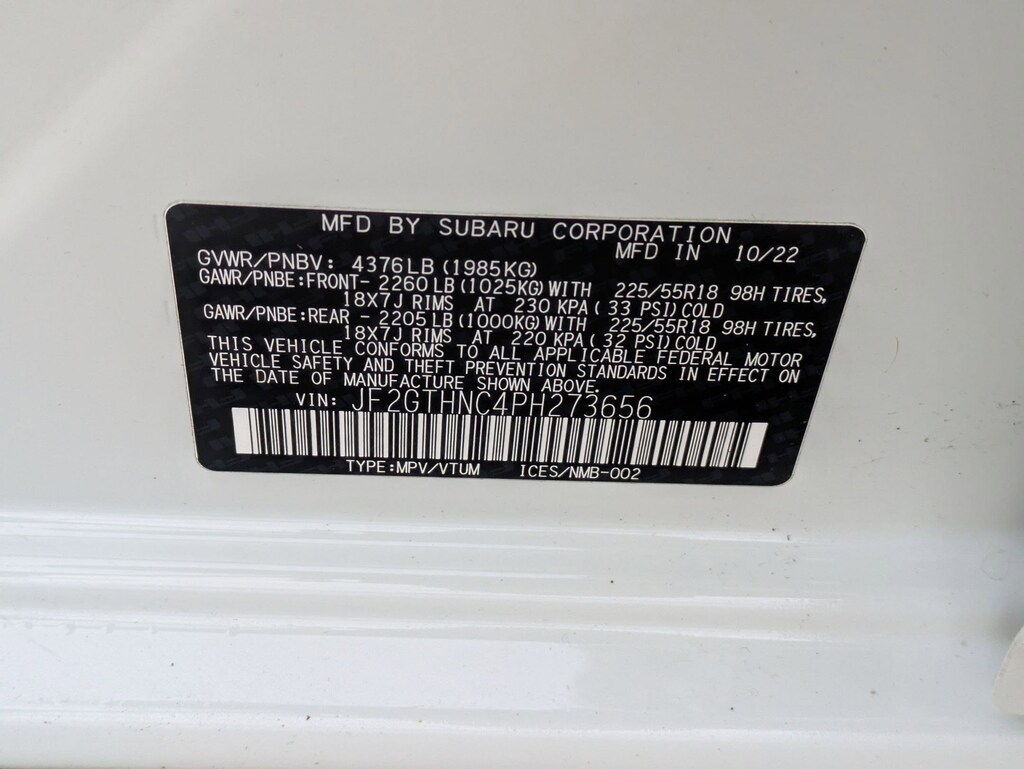 MFD BY SUBARU CORPORATION
MFD IN 10/22
GVWR/PNBV: 4376LB (1985KG)
GAWR/PNBE:FRONT- 2260LB (1025KG) WITH 225/55R18 98H TIRES,
18X7J RIMS AT 230 KPA ( 33 PSI) COLD
GAWR/PNBE:REAR - 2205LB (1000KG) WITH 225/55R18 98H TIRES,
18X7J RIMS AT 220 KPA ( 32 PSI) COLD
THIS VEHICLE CONFORMS TO ALL APPLICABLE FEDERAL MOTOR
VEHICLE SAFETY AND THEFT PREVENTION STANDARDS IN EFFECT ON
THE DATE OF MANUFACTURE SHOWN ABOVE.
VIN: JF2GTHNC4PH273656
TYPE:MPV/VTUM ICES/NMB-002